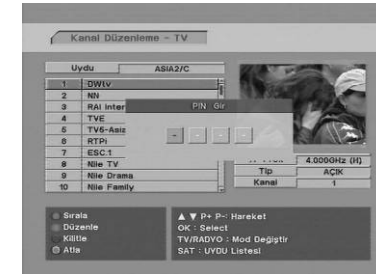 Kanal Düzenleme - TV
Uydu
ASIA2/C
1 DWtv
2 NN
3 RAI Inter
4 TVE
5 TV5-Asiz
6 RTPi
7 ESC.1
8 Nile TV
9 Nile Drama
10 Nile Family
PIN Gir
- - - -
4.000GHz (H)
Tip AÇIK
Kanal 1
Sırala
Düzenle
Kilitle
Atla
▲ ▼ P+ P-: Hareket
OK : Select
TV/RADYO : Mod Değiştir
SAT : UYDU Listesi